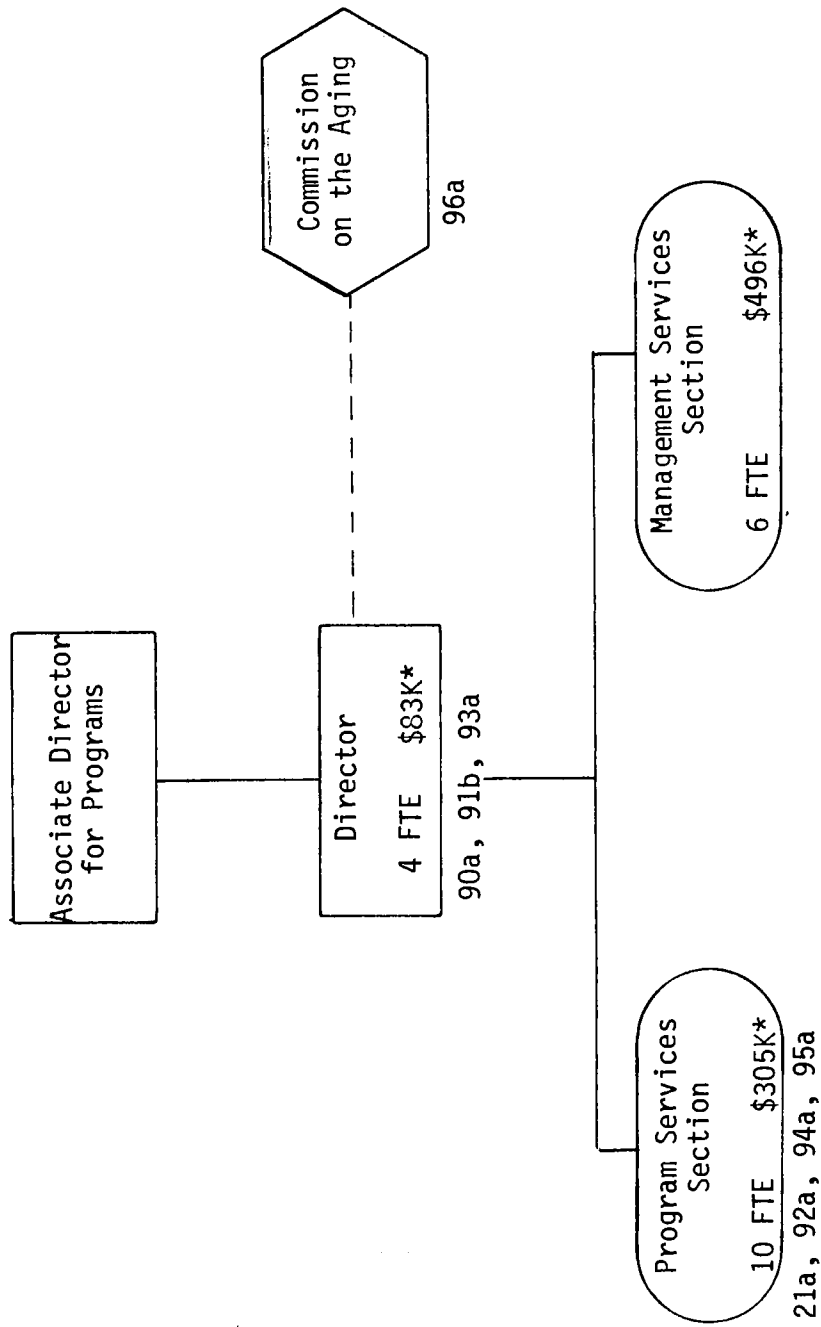 Associate Director
for Programs
Director
4 FTE $83K*
90a, 91b, 93a
Commission
on the Aging
96a
Program Services
Section
10 FTE $305K*
21a, 92a, 94a, 95a
Management Services
Section
6 FTE $496K*